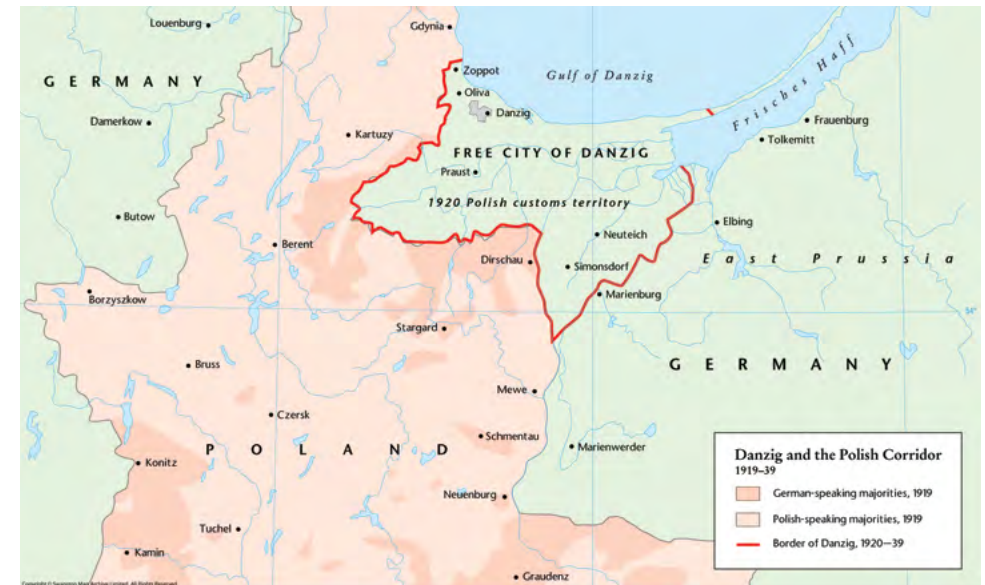 Louenburg
Gdynia
GERMANY
Zoppot
Gulf of Danzig
Oliva
Danzig
Frisches Haff
Damerkow
Kartuzy
Frauenburg
Tolkemitt
FREE CITY OF DANZIG
Praust
1920 Polish customs territory
Butow
Elbing
Neuteich
Berent
Dirschau
Simonsdorf
East Prussia
Borzyszkow
Marienburg
54°
Stargard
Bruss
GERMANY
Mewe
Czersk
Schmentau
POLAND
Marienwerder
Konitz
Neuenburg
Tuchel
Kamin
Graudenz
Danzig and the Polish Corridor
1919–39
German-speaking majorities, 1919
Polish-speaking majorities, 1919
Border of Danzig, 1920—39